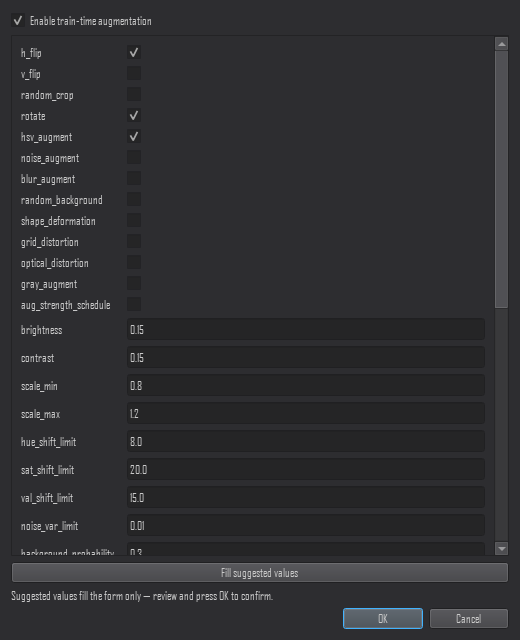 Enable train-time augmentation
h_flip
v_flip
random_crop
rotate
hsv_augment
noise_augment
blur_augment
random_background
shape_deformation
grid_distortion
optical_distortion
gray_augment
aug_strength_schedule
brightness 0.15
contrast 0.15
scale_min 0.8
scale_max 1.2
hue_shift_limit 8.0
sat_shift_limit 20.0
val_shift_limit 15.0
noise_var_limit 0.01
background_probability 0.3
Fill suggested values
Suggested values fill the form only — review and press OK to confirm.
OK Cancel